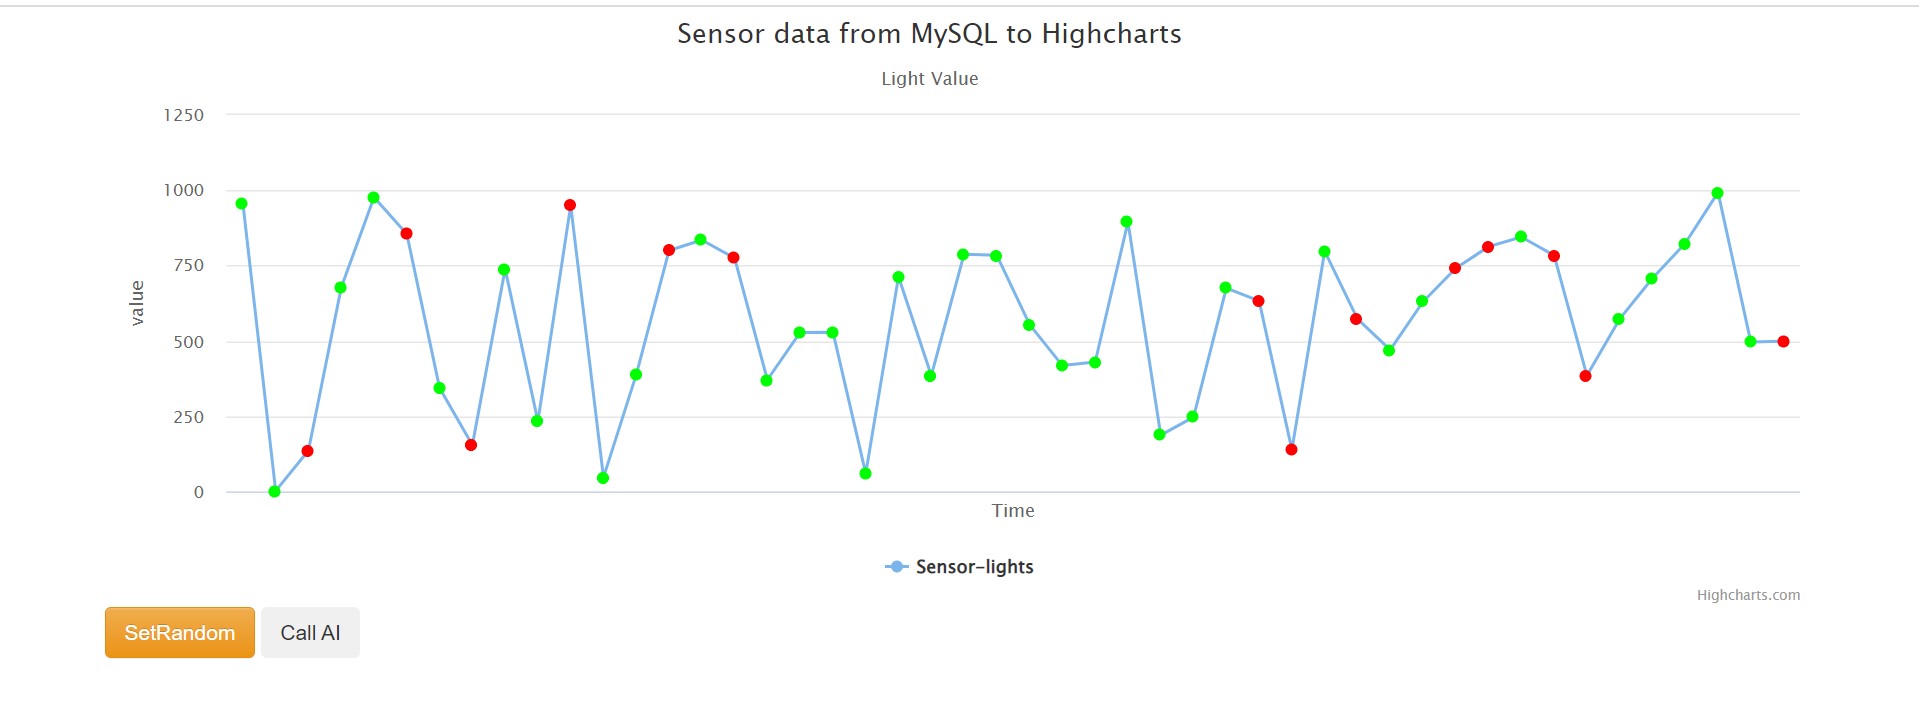 Sensor data from MySQL to Highcharts
Light Value
1250
1000
750
500
250
0
value
Time
Sensor-lights
Highcharts.com
SetRandom
Call AI